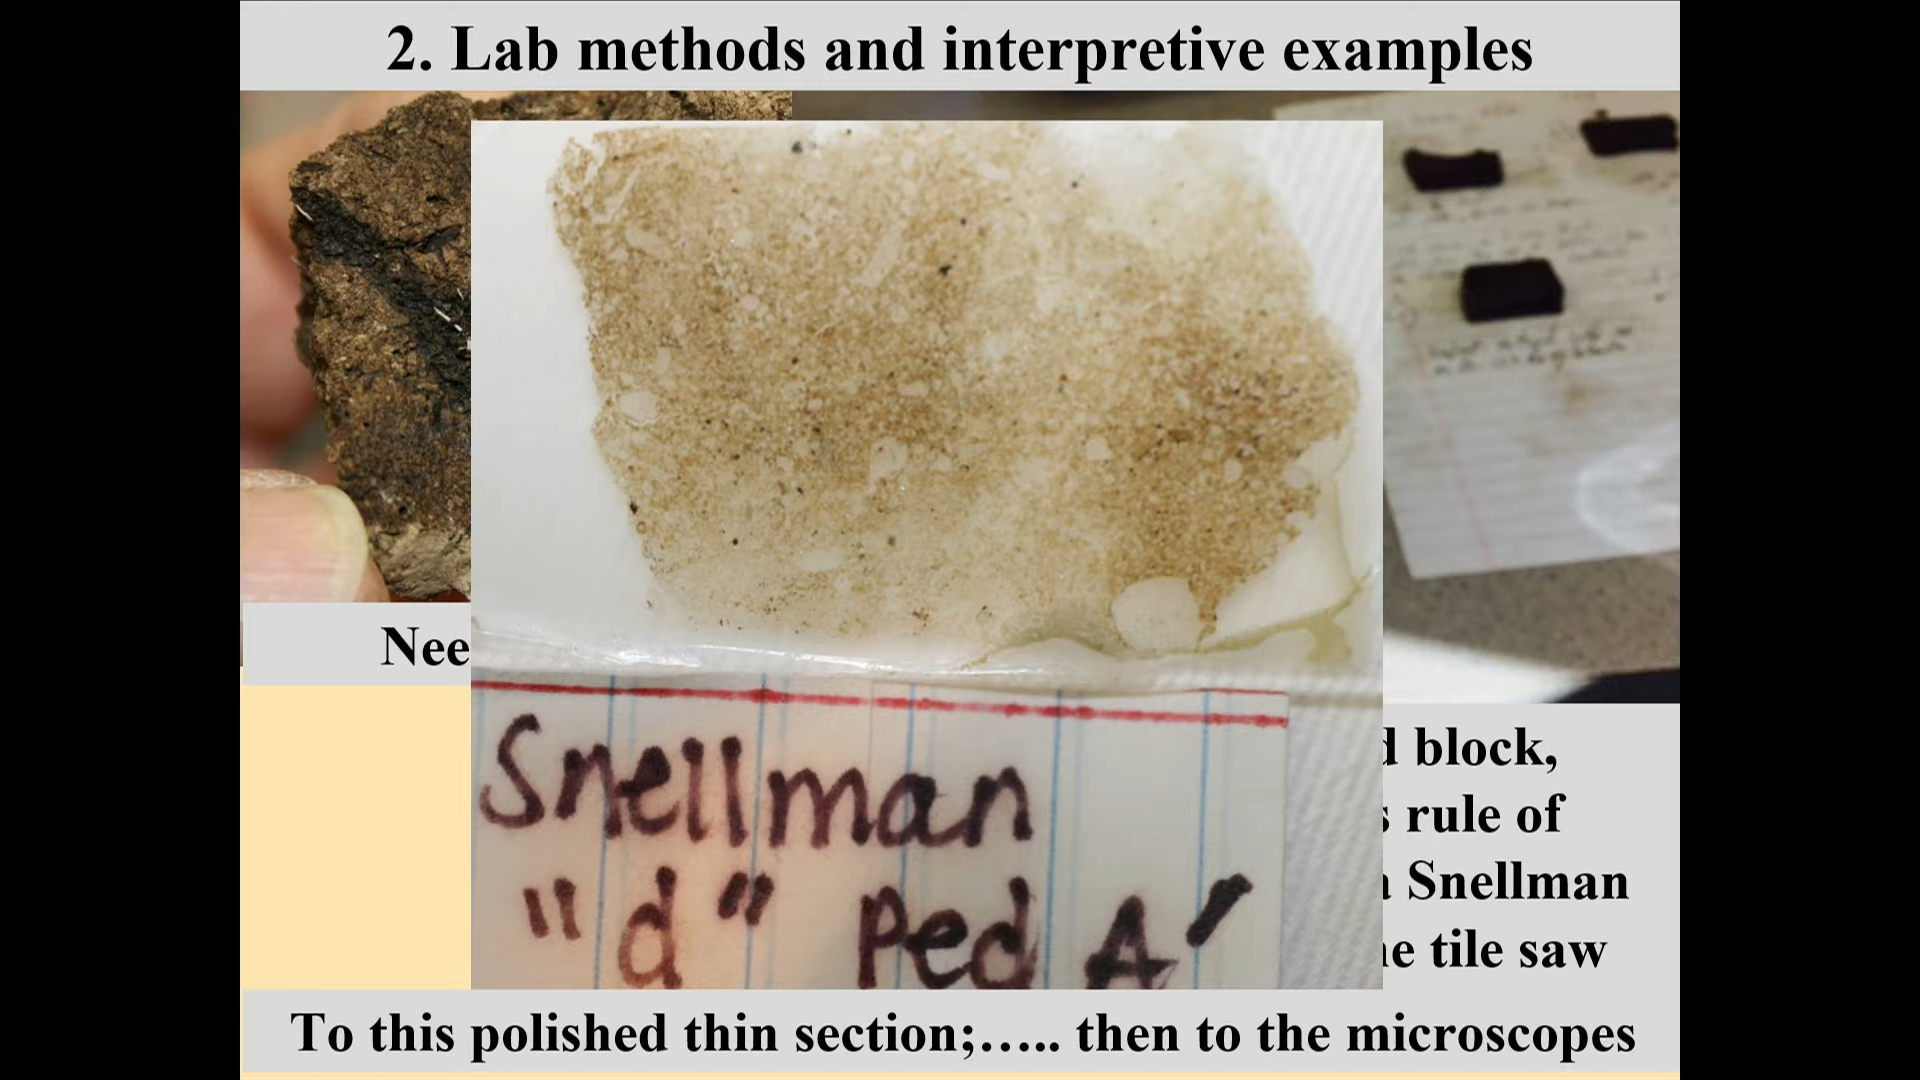 2. Lab methods and interpretive examples
Nee
block,
rule of
Snellman
tile saw
Snellman
"d" Ped A'
To this polished thin section;….. then to the microscopes